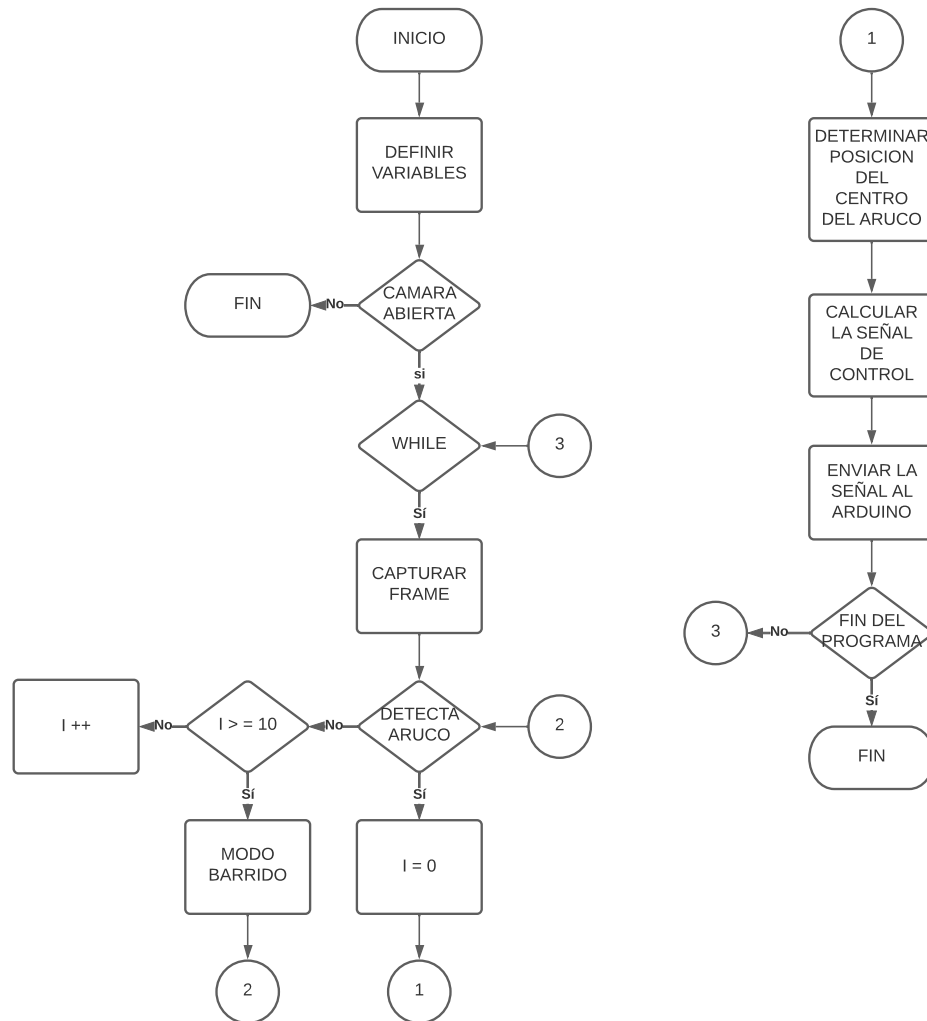 INICIO
DEFINIR
VARIABLES
CAMARA
ABIERTA
No
FIN
si
WHILE
3
Sí
CAPTURAR
FRAME
DETECTA
ARUCO
2
No
I > = 10
No
I ++
Sí
MODO
BARRIDO
2
Sí
I = 0
1
1
DETERMINAR
POSICION
DEL
CENTRO
DEL ARUCO
CALCULAR
LA SEÑAL
DE
CONTROL
ENVIAR LA
SEÑAL AL
ARDUINO
FIN DEL
PROGRAMA
No
3
Sí
FIN